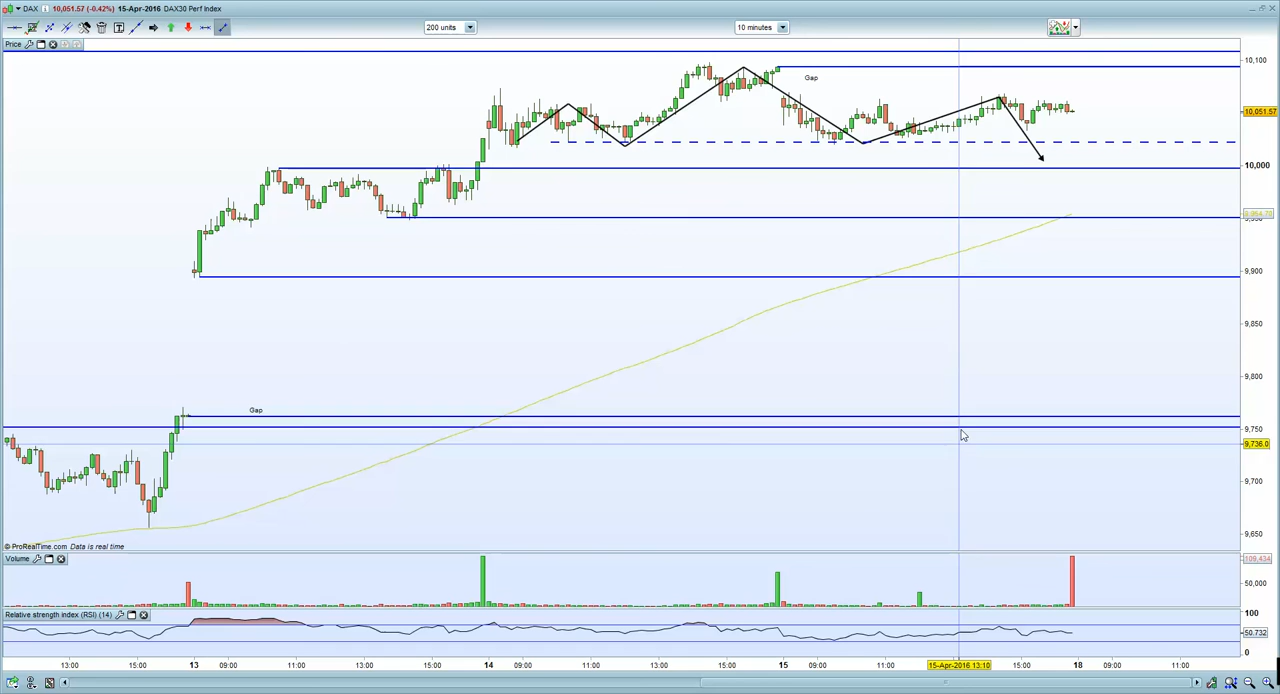 DAX 10,051.57 (-0.42%) 15-Apr-2016 DAX30 Perf Index
200 units
10 minutes
Price
10,100
Gap
10,051.57
10,000
9,900
9,850
9,800
Gap
9,750
9,736.0
9,700
9,650
© ProRealTime.com Data is real time
Volume
109,434
50,000
Relative strength index (RSI) (14)
100
50.732
0
13:00 15:00 13 09:00 11:00 13:00 15:00 14 09:00 11:00 13:00 15:00 15 09:00 11:00 15-Apr-2016 13:10 15:00 18 09:00 11:00